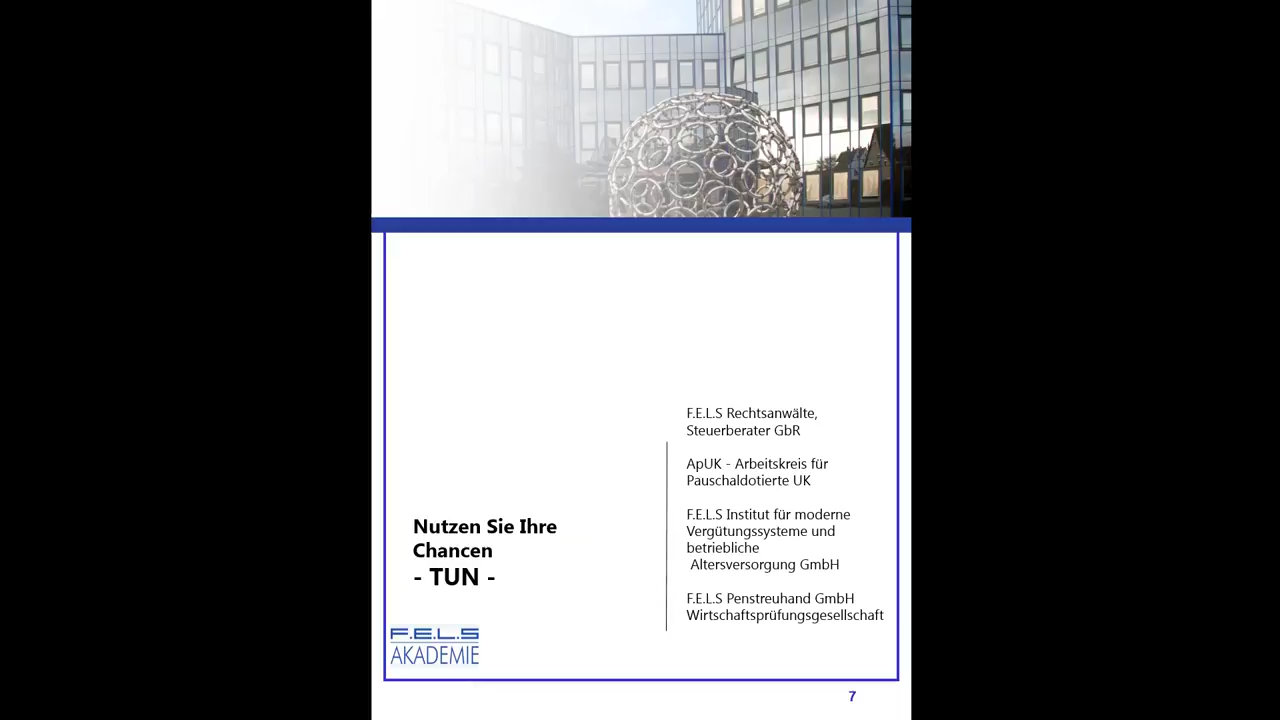 F.E.L.S Rechtsanwälte,
Steuerberater GbR
ApUK - Arbeitskreis für
Pauschaldotierte UK
F.E.L.S Institut für moderne
Vergütungssysteme und
betriebliche
Altersversorgung GmbH
F.E.L.S Penstreuhand GmbH
Wirtschaftsprüfungsgesellschaft
Nutzen Sie Ihre
Chancen
- TUN -
F.E.L.S
AKADEMIE
7